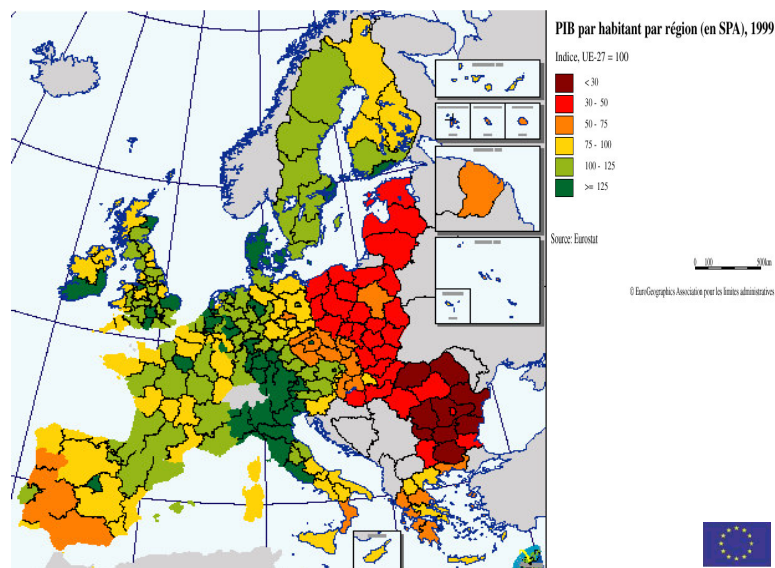 PIB par habitant par région (en SPA), 1999
Indice, UE-27 = 100
< 30
30 - 50
50 - 75
75 - 100
100 - 125
>= 125
Source: Eurostat
0 100 500km
© EuroGeographics Association pour les limites administratives